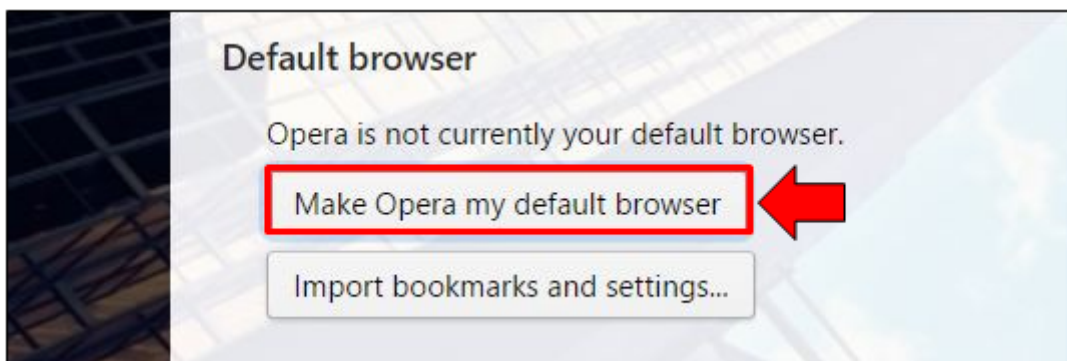 Default browser
Opera is not currently your default browser.
Make Opera my default browser
Import bookmarks and settings...